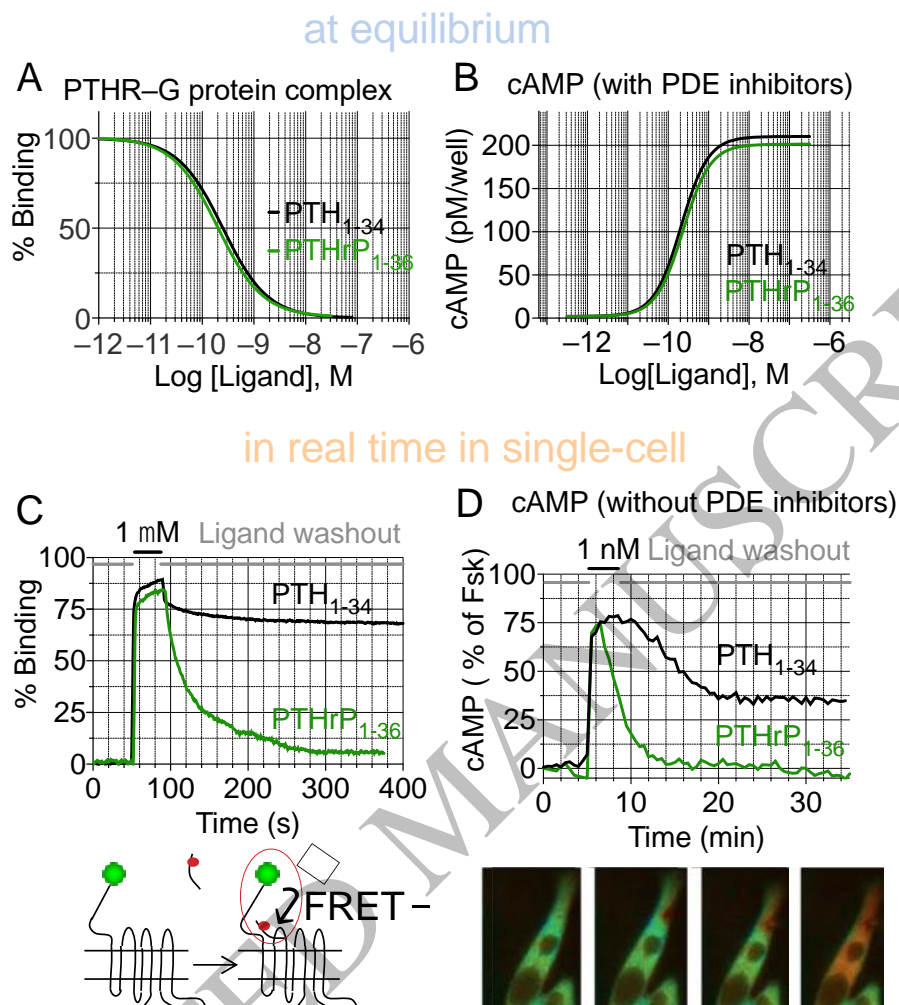 at equilibrium
A
PTHR–G protein complex
% Binding
100
50
0
–12
–11
–10
–9
–8
–7
–6
Log [Ligand], M
PTH1-34
PTHrP1-36
B
cAMP (with PDE inhibitors)
cAMP (pM/well)
200
150
100
50
0
–12
–10
–8
–6
Log[Ligand], M
PTH1-34
PTHrP1-36
in real time in single-cell
C
1 mM
Ligand washout
% Binding
100
75
50
25
0
0
100
200
300
400
Time (s)
PTH1-34
PTHrP1-36
FRET
D
cAMP (without PDE inhibitors)
1 nM
Ligand washout
cAMP ( % of Fsk)
100
75
50
25
0
0
10
20
30
Time (min)
PTH1-34
PTHrP1-36
ED MANUSCR